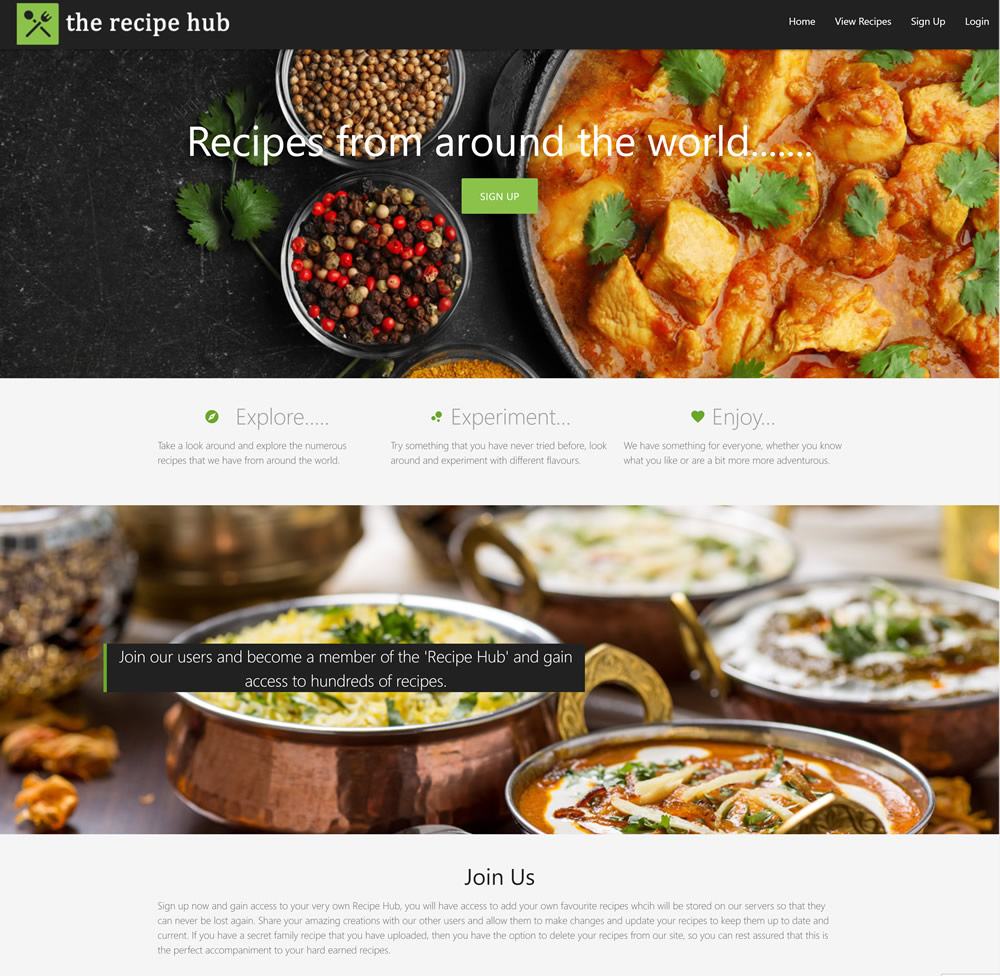 the recipe hub
Home View Recipes Sign Up Login
Recipes from around the world.......
SIGN UP
Explore.....
Take a look around and explore the numerous
recipes that we have from around the world.
Experiment...
Try something that you have never tried before, look
around and experiment with different flavours.
Enjoy...
We have something for everyone, whether you know
what you like or are a bit more more adventurous.
Join our users and become a member of the 'Recipe Hub' and gain
access to hundreds of recipes.
Join Us
Sign up now and gain access to your very own Recipe Hub, you will have access to add your own favourite recipes whcih will be stored on our servers so that they
can never be lost again. Share your amazing creations with our other users and allow them to make changes and update your recipes to keep them up to date and
current. If you have a secret family recipe that you have uploaded, then you have the option to delete your recipes from our site, so you can rest assured that this is
the perfect accompaniment to your hard earned recipes.